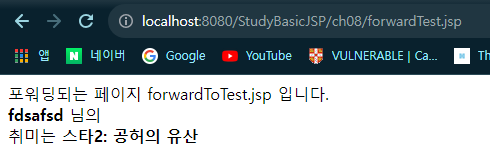 localhost:8080/StudyBasicJSP/ch08/forwardTest.jsp
앱 네이버 Google YouTube VULNERABLE | Ca... Th
포워딩되는 페이지 forwardToTest.jsp 입니다.
fdsafsd 님의
취미는 스타2: 공허의 유산